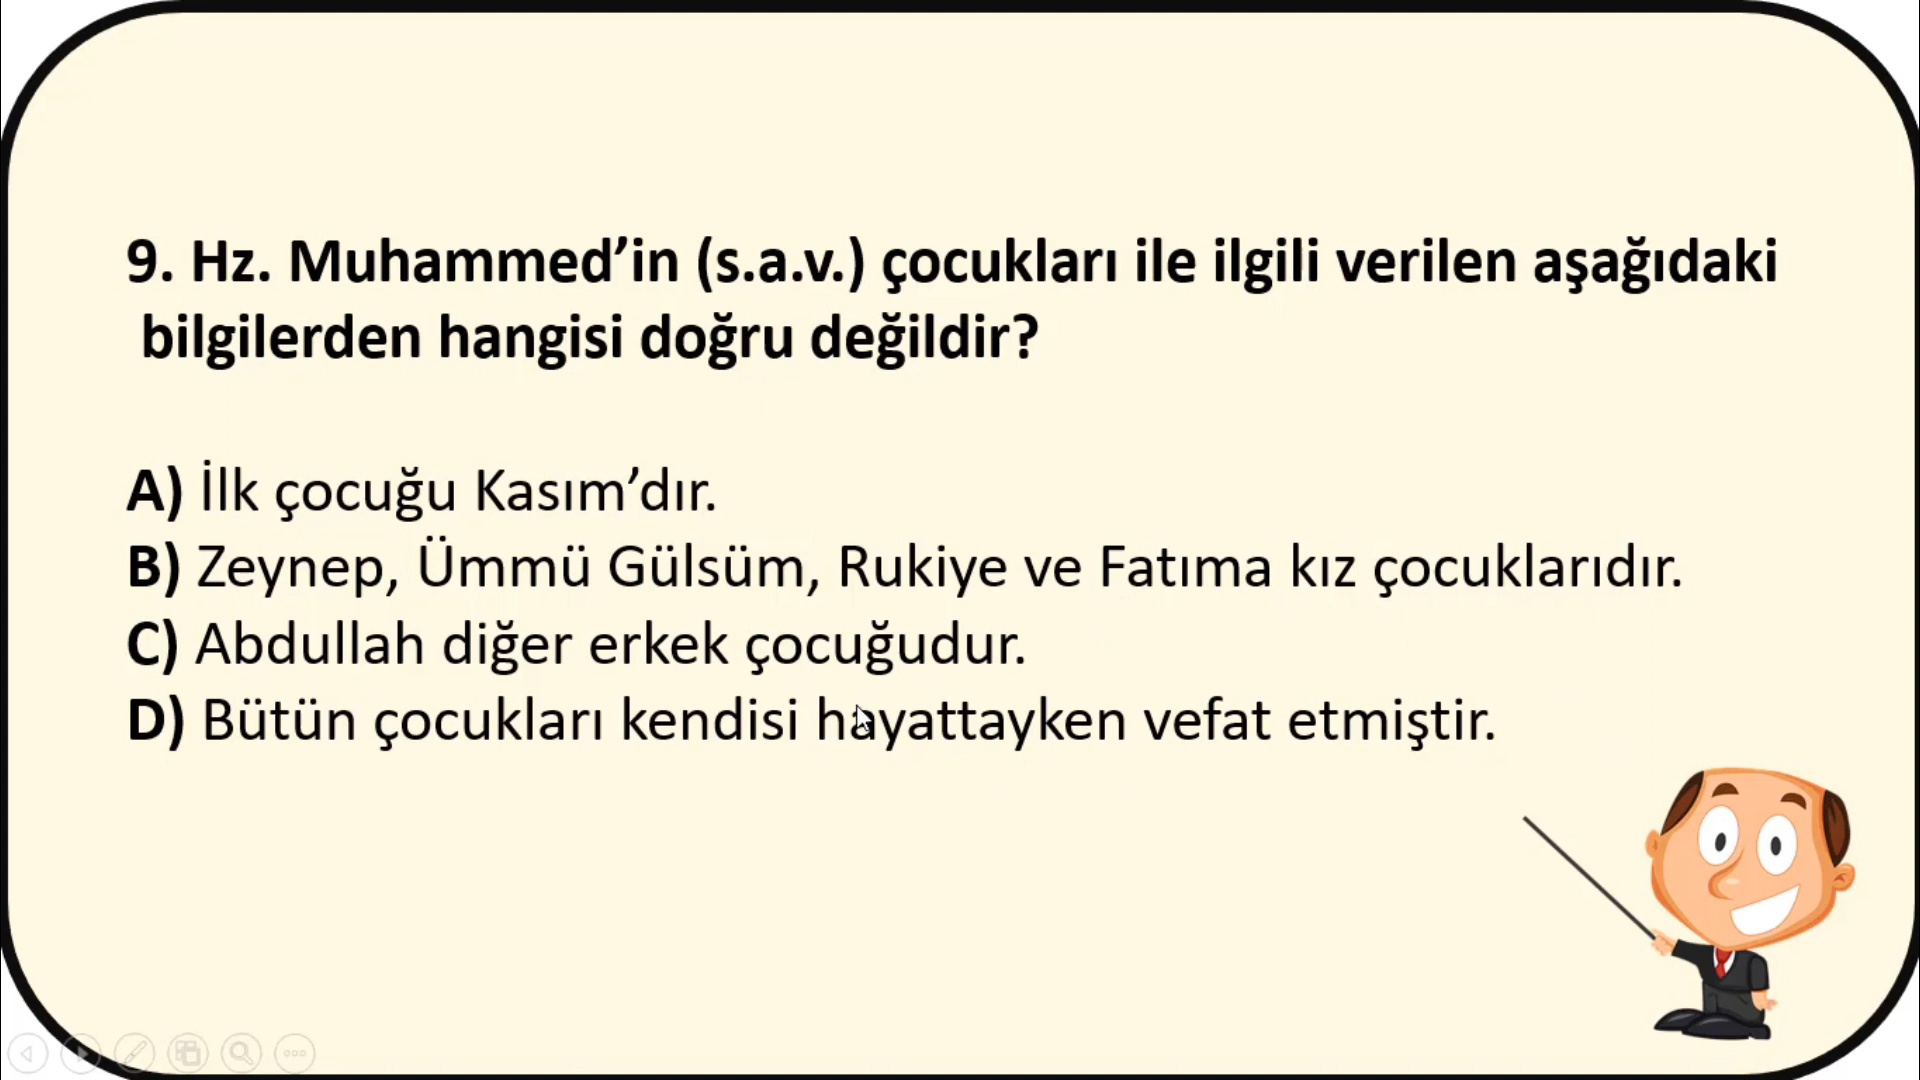 9. Hz. Muhammed’in (s.a.v.) çocukları ile ilgili verilen aşağıdaki
bilgilerden hangisi doğru değildir?
A) İlk çocuğu Kasım’dır.
B) Zeynep, Ümmü Gülsüm, Rukiye ve Fatıma kız çocuklarıdır.
C) Abdullah diğer erkek çocuğudur.
D) Bütün çocukları kendisi hayattayken vefat etmiştir.